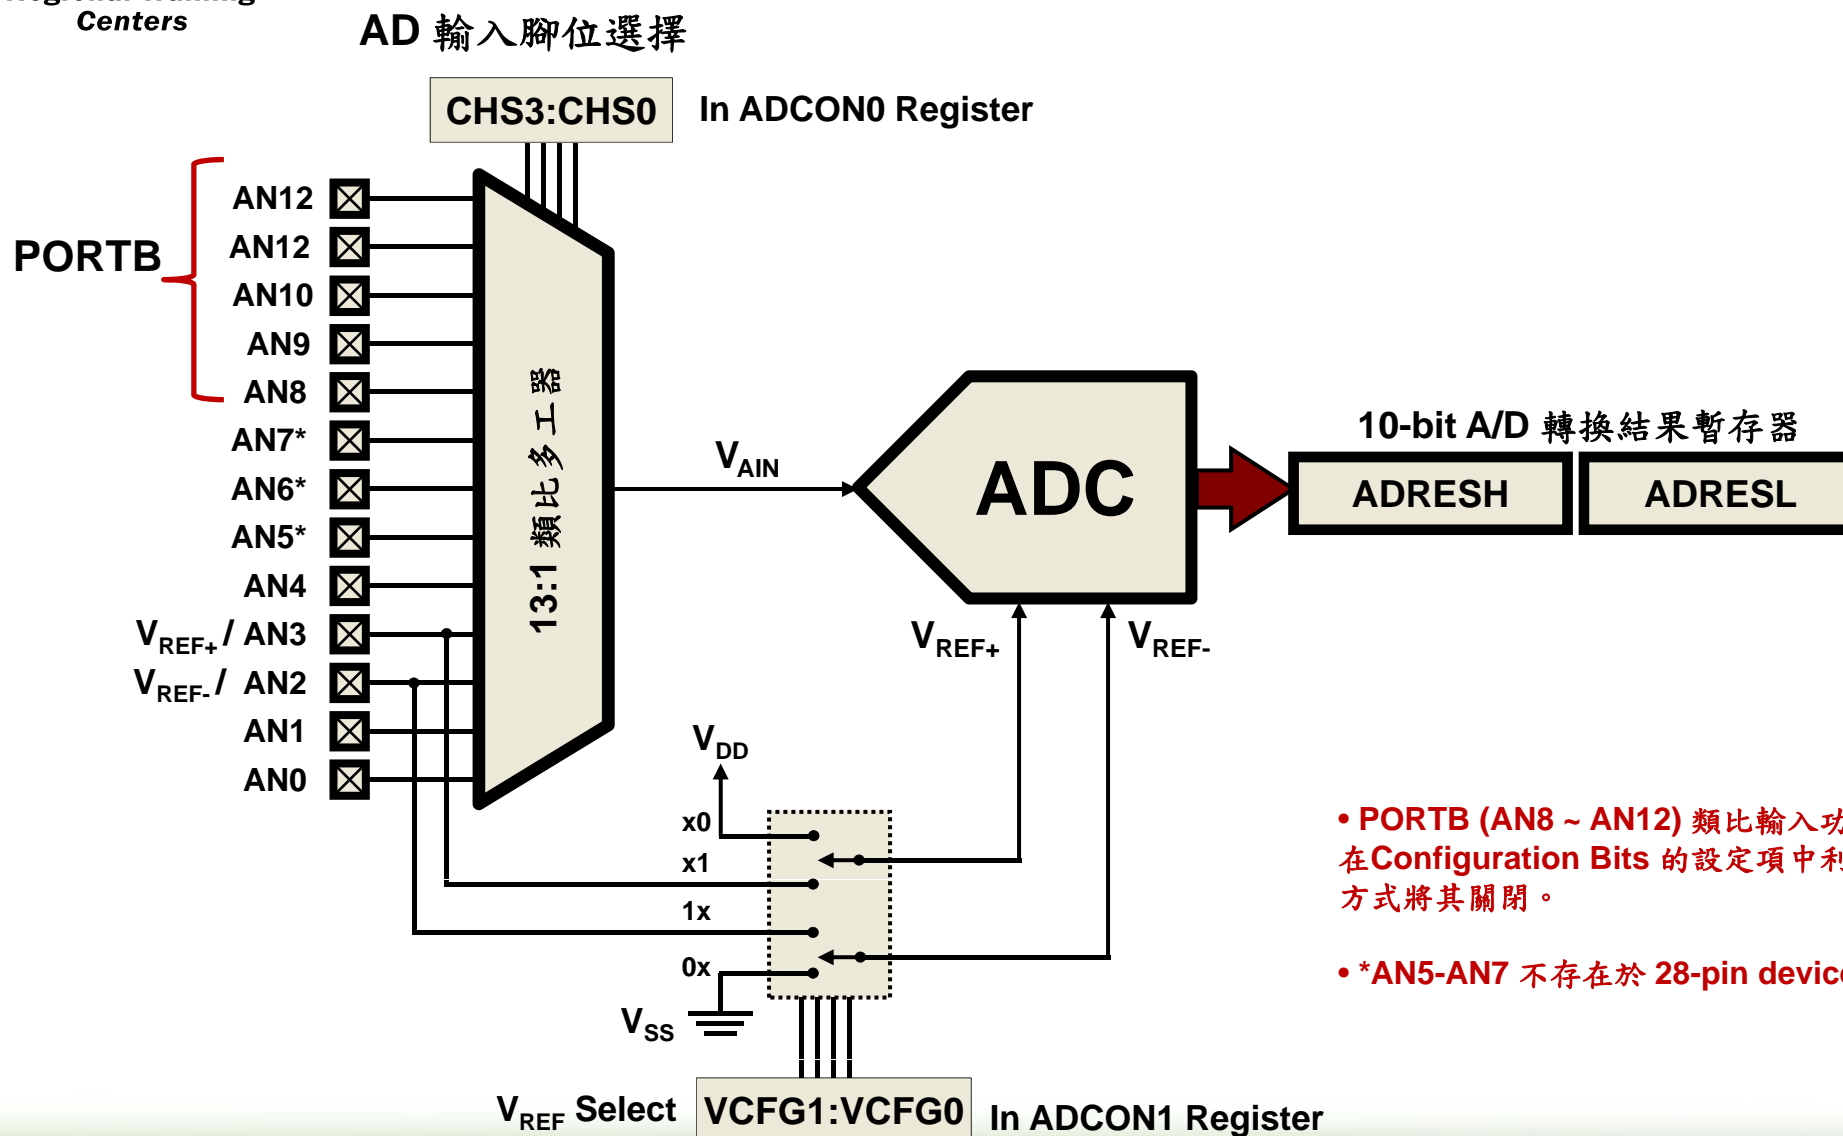 Centers
AD 輸入腳位選擇
CHS3:CHS0
In ADCON0 Register
PORTB
AN12
AN12
AN10
AN9
AN8
AN7*
AN6*
AN5*
AN4
VREF+ / AN3
VREF- / AN2
AN1
AN0
13:1 類比多工器
VAIN
ADC
VREF+
VREF-
10-bit A/D 轉換結果暫存器
ADRESH
ADRESL
VDD
x0
x1
1x
0x
VSS
VREF Select
VCFG1:VCFG0
In ADCON1 Register
• PORTB (AN8 ~ AN12) 類比輸入功
在Configuration Bits 的設定項中利
方式將其關閉。
• *AN5-AN7 不存在於 28-pin device